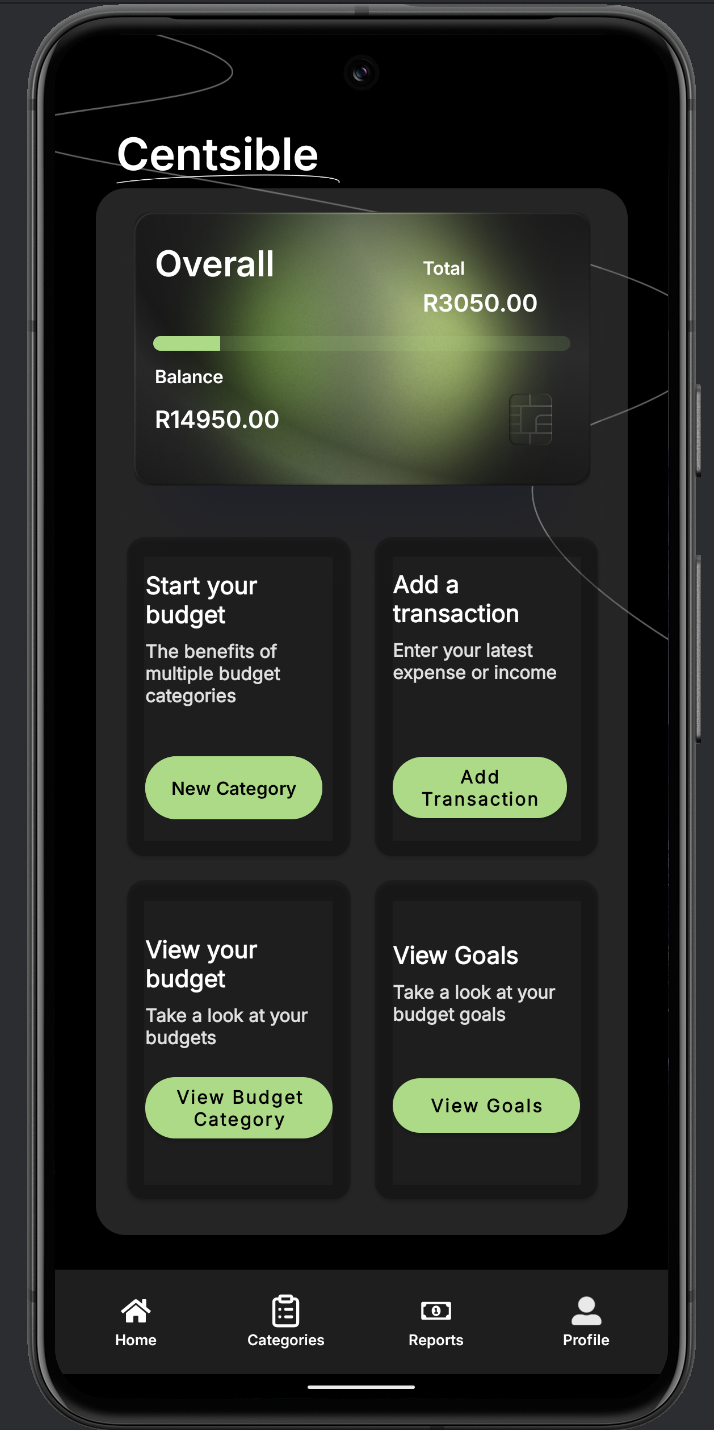 Centsible
Overall
Total
R3050.00
Balance
R14950.00
Start your
budget
The benefits of
multiple budget
categories
New Category
Add a
transaction
Enter your latest
expense or income
Add
Transaction
View your
budget
Take a look at your
budgets
View Budget
Category
View Goals
Take a look at your
budget goals
View Goals
Home
Categories
Reports
Profile